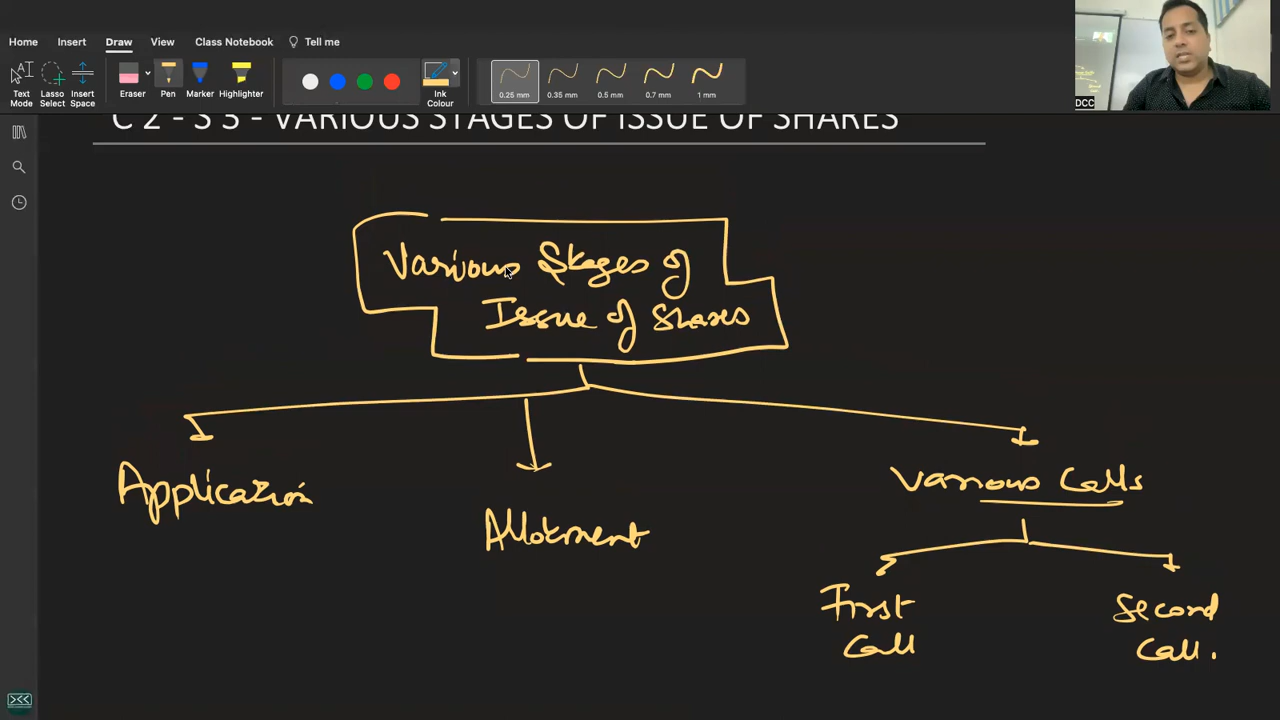 Home Insert Draw View Class Notebook Tell me
Text Mode
Lasso Select
Insert Space
Eraser
Pen
Marker
Highlighter
Ink Colour
0.25 mm
0.35 mm
0.5 mm
0.7 mm
1 mm
DCC
C 2 - S 3 - VARIOUS STAGES OF ISSUE OF SHARES
Various Stages of
Issue of Shares
Application
Allotment
Various Calls
First
Call
Second
Call.